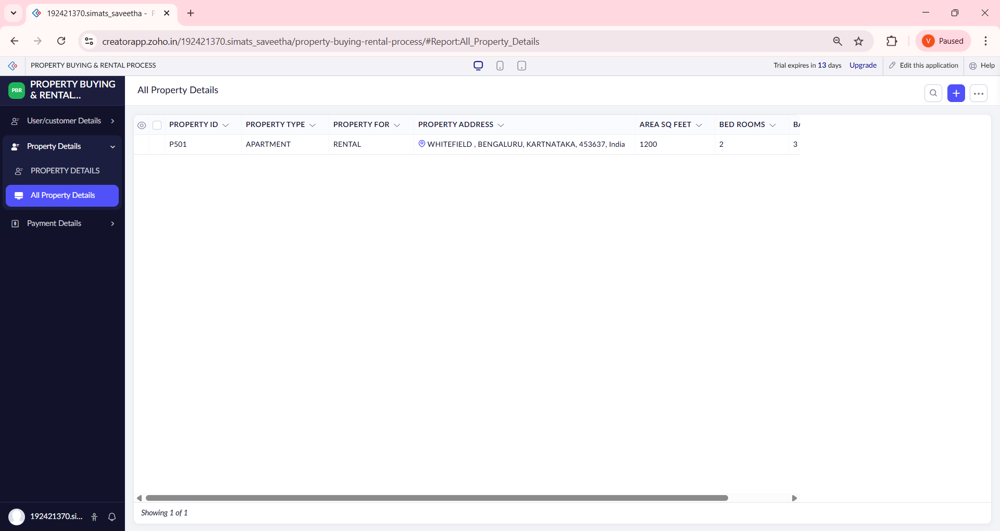 192421370.simats_saveetha - P
creatorapp.zoho.in/192421370.simats_saveetha/property-buying-rental-process/#Report:All_Property_Details
V Paused
PROPERTY BUYING & RENTAL PROCESS
Trial expires in 13 days Upgrade Edit this application Help
PBR PROPERTY BUYING
& RENTAL...
User/customer Details
Property Details
PROPERTY DETAILS
All Property Details
Payment Details
192421370.si...
All Property Details
PROPERTY ID PROPERTY TYPE PROPERTY FOR PROPERTY ADDRESS AREA SQ FEET BED ROOMS BA
P501 APARTMENT RENTAL WHITEFIELD , BENGALURU, KARTNATAKA, 453637, India 1200 2 3
Showing 1 of 1